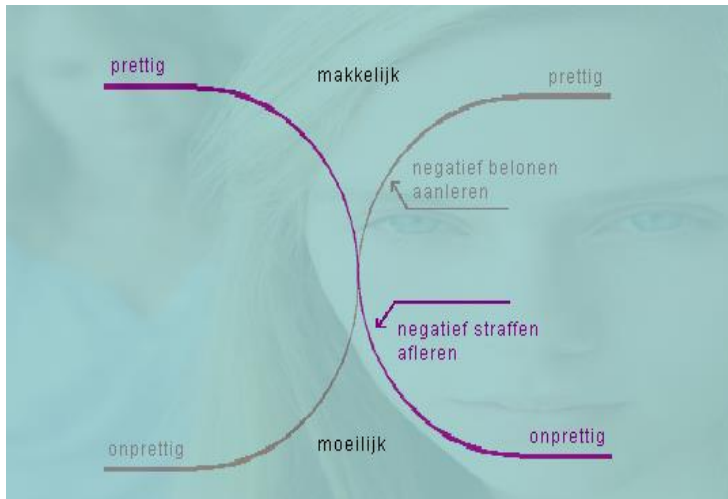 prettig
makkelijk
prettig
negatief belonen
aanleren
negatief straffen
afleren
onprettig
moeilijk
onprettig